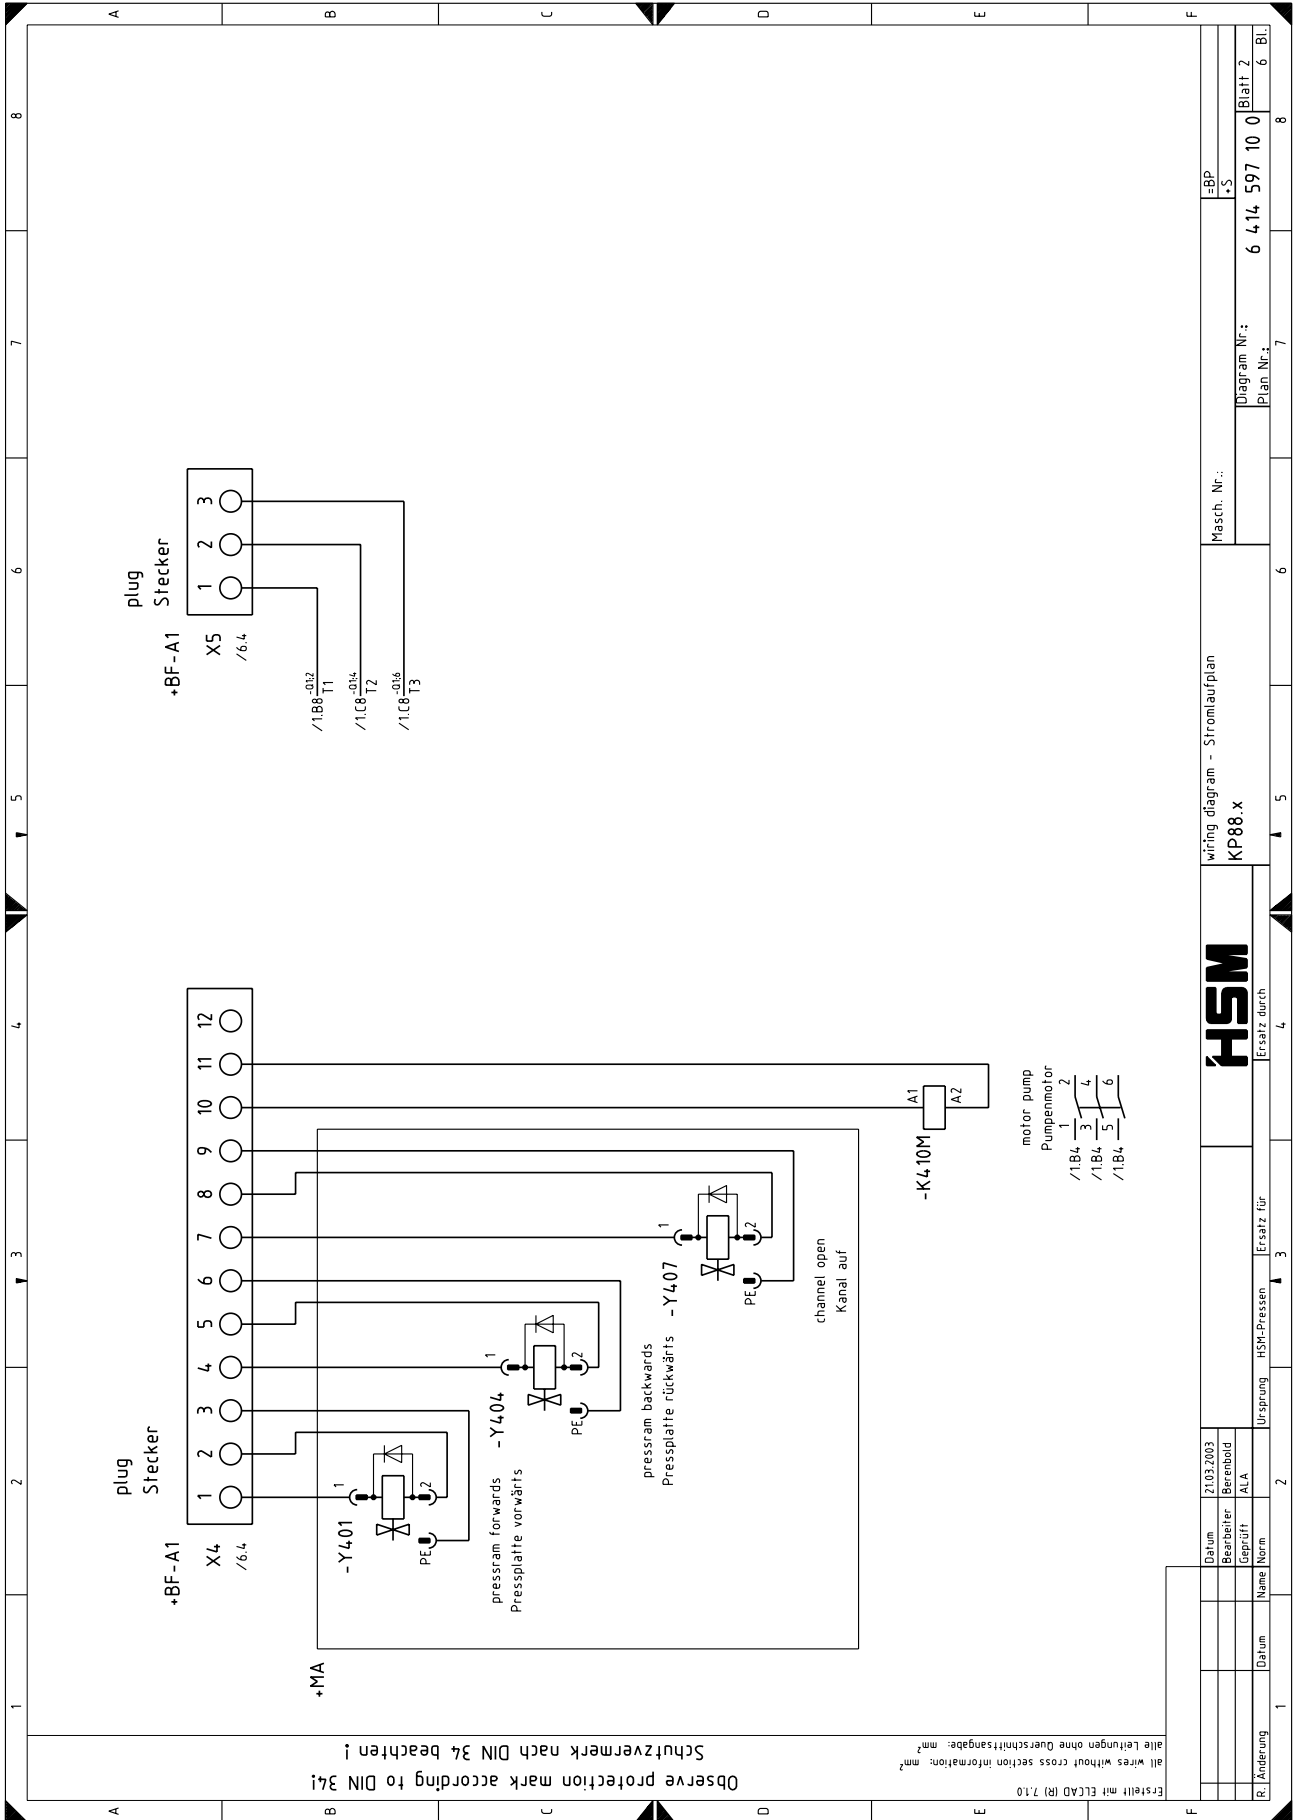 1 2 3 4 5 6 7 8
A
B
C
D
E
F
Observe protection mark according to DIN 34!
Schutzvermerk nach DIN 34 beachten !
Erstellt mit ELCAD (R) 7.1.0
all wires without cross section information: mm²
alle Leitungen ohne Querschnittsangabe: mm²
plug
Stecker
+BF-A1
X4
/6.4
1 2 3 4 5 6 7 8 9 10 11 12
+MA
-Y401
1
2
PE
pressram forwards
Pressplatte vorwärts
-Y404
1
2
PE
pressram backwards
Pressplatte rückwärts
-Y407
1
2
PE
channel open
Kanal auf
-K410M
A1
A2
motor pump
Pumpenmotor
/1.B4 1 2
/1.B4 3 4
/1.B4 5 6
plug
Stecker
+BF-A1
X5
/6.4
1 2 3
/1.B8 -Q1:2
T1
/1.C8 -Q1:4
T2
/1.C8 -Q1:6
T3
A
B
C
D
E
F
R. Änderung Datum Name Norm
Datum 21.03.2003
Bearbeiter Berenbold
Geprüft ALA
Ursprung HSM-Pressen Ersatz für Ersatz durch
HSM
wiring diagram - Stromlaufplan
KP88.x
Masch. Nr.:
=BP
+S
Diagram Nr.:
Plan Nr.:
6 414 597 10 0
Blatt 2
6 Bl.
1 2 3 4 5 6 7 8